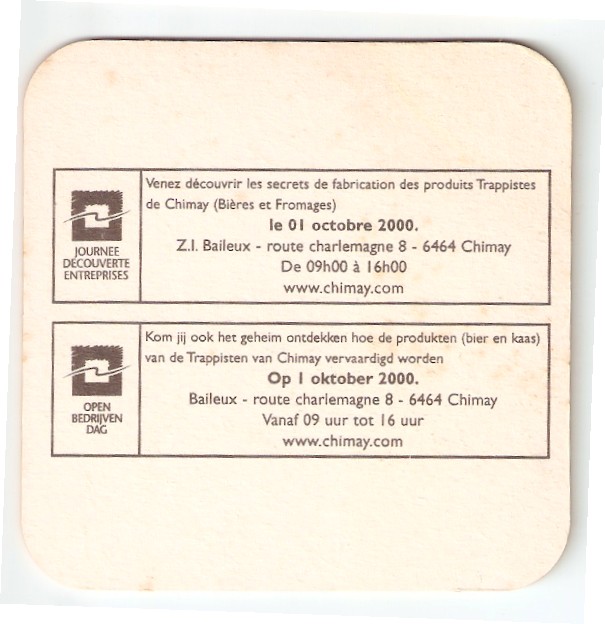 Venez découvrir les secrets de fabrication des produits Trappistes
de Chimay (Bières et Fromages)
le 01 octobre 2000.
Z.I. Baileux - route charlemagne 8 - 6464 Chimay
De 09h00 à 16h00
www.chimay.com
JOURNEE
DÉCOUVERTE
ENTREPRISES
Kom jij ook het geheim ontdekken hoe de produkten (bier en kaas)
van de Trappisten van Chimay vervaardigd worden
Op 1 oktober 2000.
Baileux - route charlemagne 8 - 6464 Chimay
Vanaf 09 uur tot 16 uur
www.chimay.com
OPEN
BEDRIJVEN
DAG